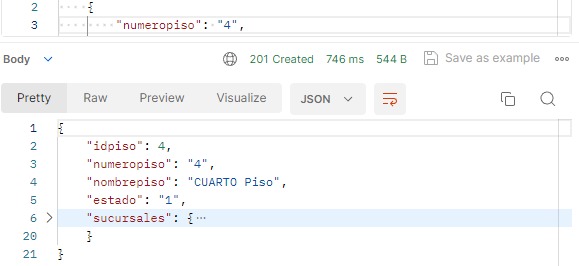 2 {
3 "numeropiso": "4",
Body 201 Created 746 ms 544 B Save as example
Pretty Raw Preview Visualize JSON
1 {
2 "idpiso": 4,
3 "numeropiso": "4",
4 "nombrepiso": "CUARTO Piso",
5 "estado": "1",
6 "sucursales": {⋯
20 }
21 }